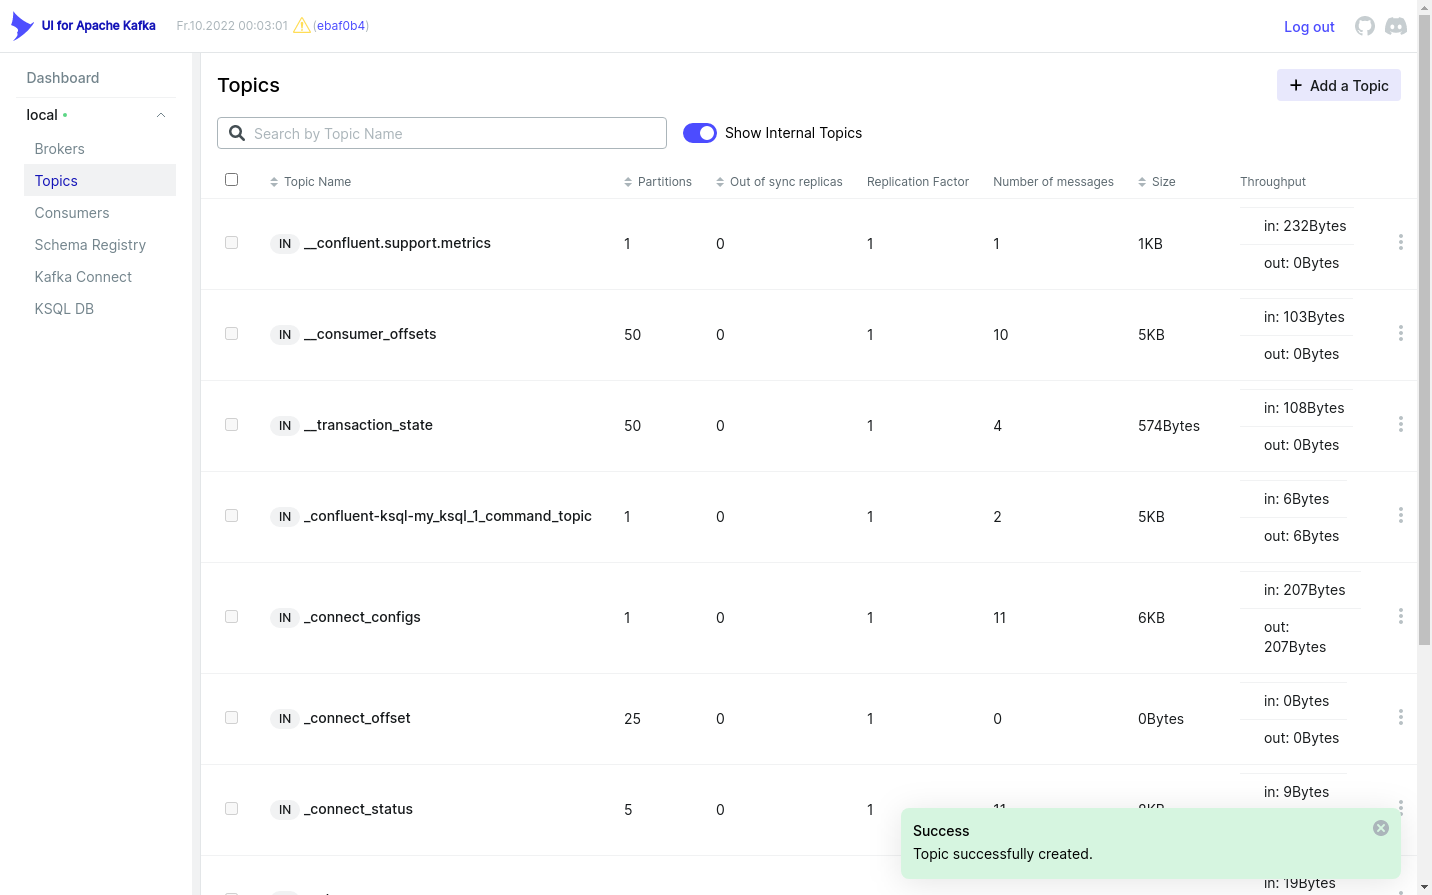 UI for Apache Kafka Fr.10.2022 00:03:01 (ebaf0b4) Log out
Dashboard
local
Brokers
Topics
Consumers
Schema Registry
Kafka Connect
KSQL DB
Topics
Add a Topic
Search by Topic Name
Show Internal Topics
Topic Name Partitions Out of sync replicas Replication Factor Number of messages Size Throughput
IN __confluent.support.metrics 1 0 1 1 1KB
in: 232Bytes
out: 0Bytes
IN __consumer_offsets 50 0 1 10 5KB
in: 103Bytes
out: 0Bytes
IN __transaction_state 50 0 1 4 574Bytes
in: 108Bytes
out: 0Bytes
IN _confluent-ksql-my_ksql_1_command_topic 1 0 1 2 5KB
in: 6Bytes
out: 6Bytes
IN _connect_configs 1 0 1 11 6KB
in: 207Bytes
out:
207Bytes
IN _connect_offset 25 0 1 0 0Bytes
in: 0Bytes
out: 0Bytes
IN _connect_status 5 0 1
in: 9Bytes
Success
Topic successfully created.
in: 19Bytes